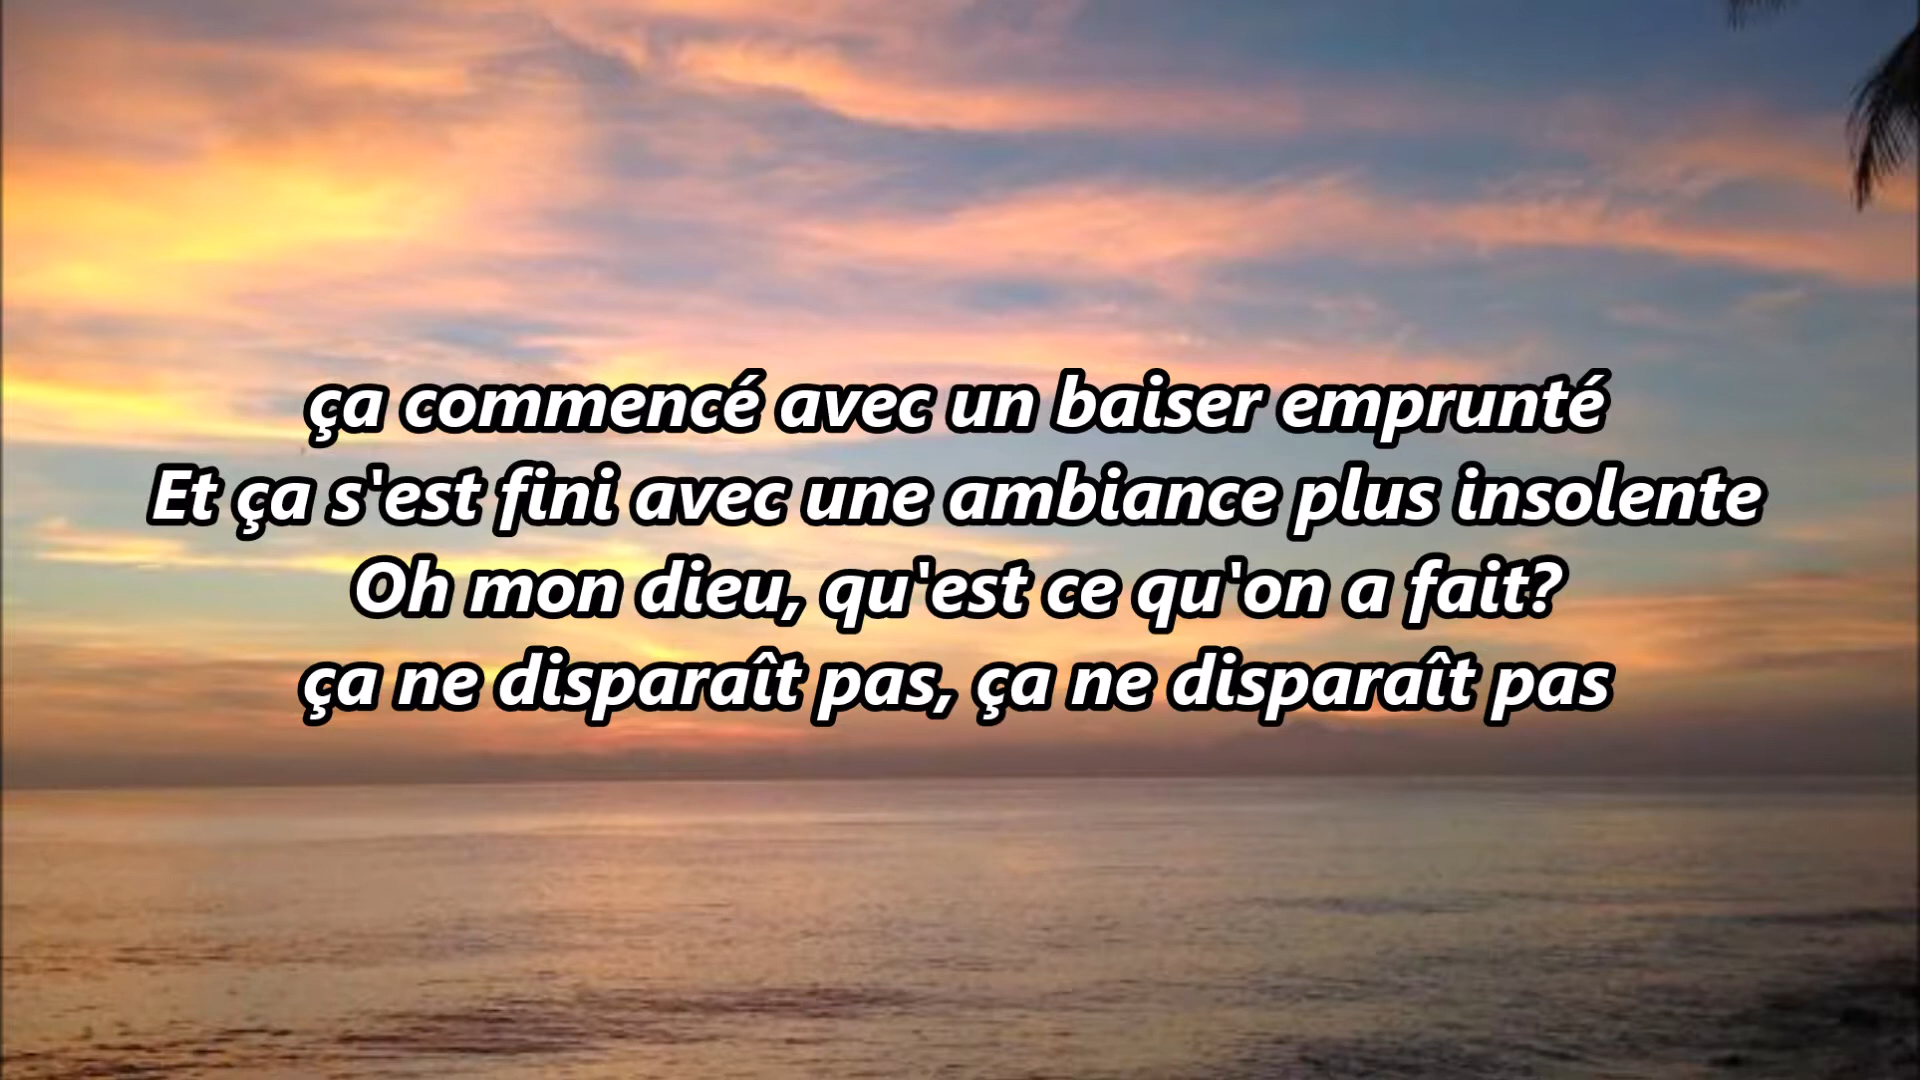 ça commencé avec un baiser emprunté
Et ça s'est fini avec une ambiance plus insolente
Oh mon dieu, qu'est ce qu'on a fait?
ça ne disparaît pas, ça ne disparaît pas